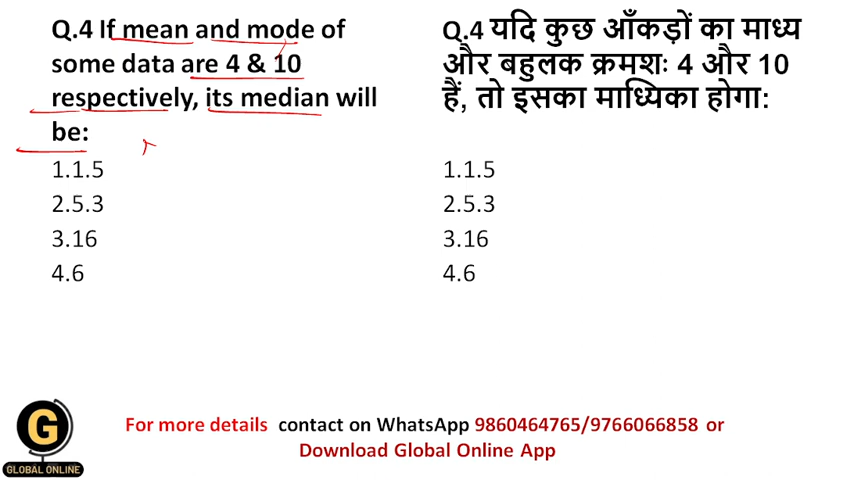 Q.4 If mean and mode of
some data are 4 & 10
respectively, its median will
be:
1.1.5
2.5.3
3.16
4.6
Q.4 यदि कुछ आँकड़ों का माध्य
और बहुलक क्रमशः 4 और 10
हैं, तो इसका माध्यिका होगा:
1.1.5
2.5.3
3.16
4.6
G
GLOBAL ONLINE
For more details contact on WhatsApp 9860464765/9766066858 or
Download Global Online App